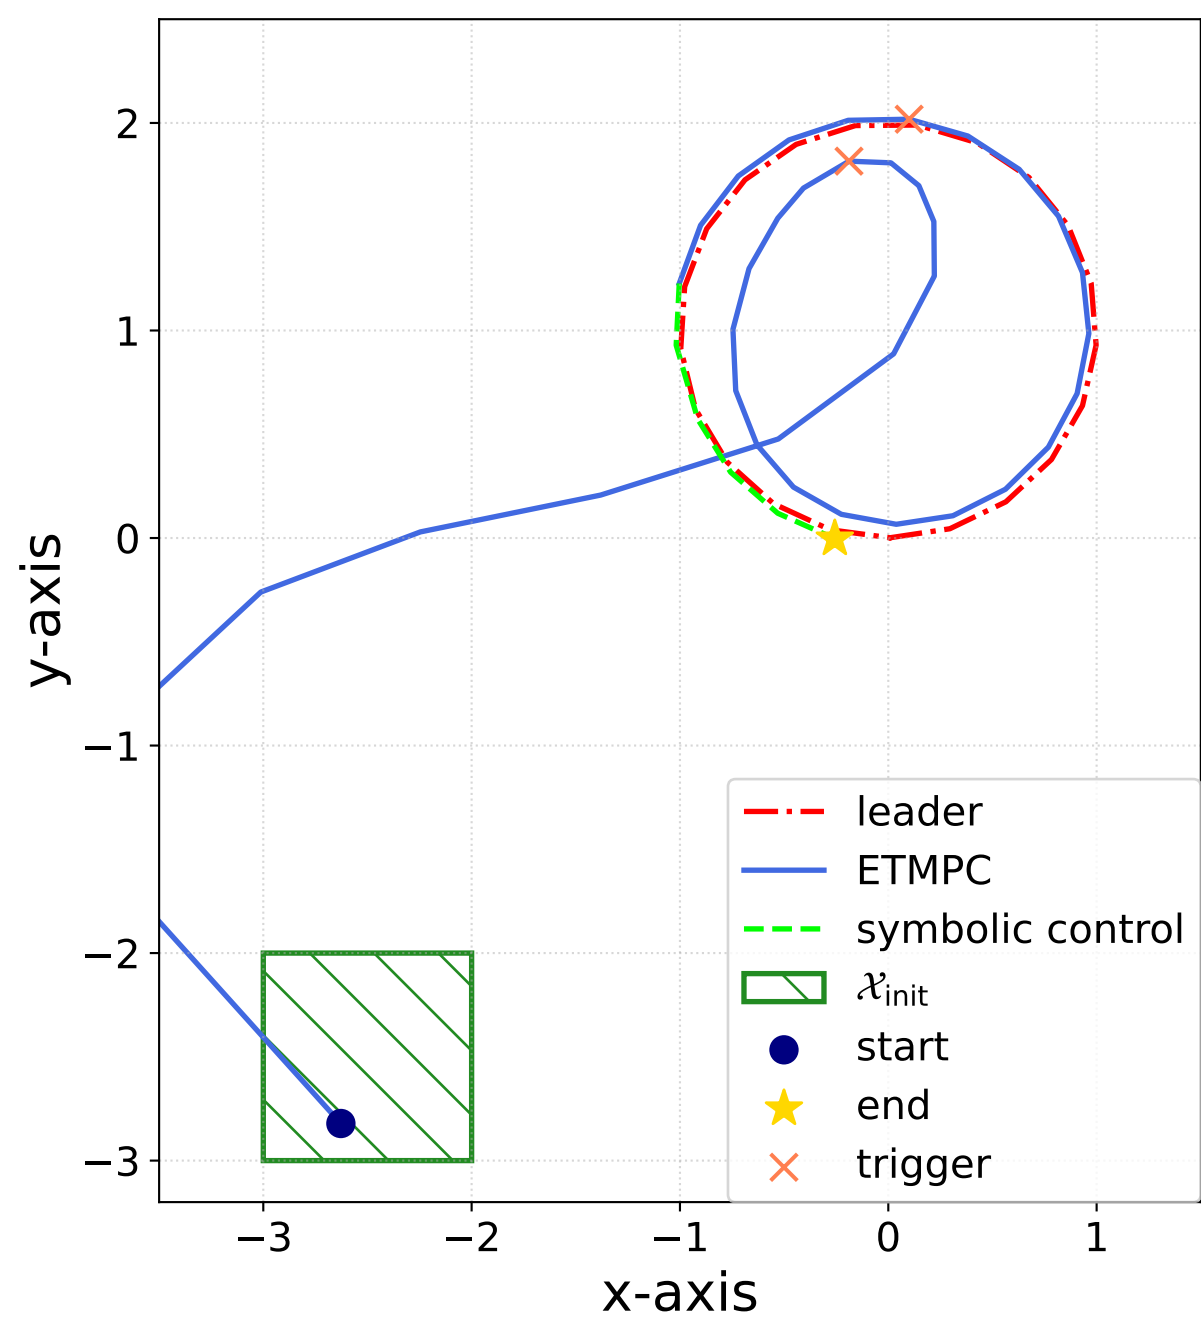 2
1
0
−1
−2
−3
y-axis
leader
ETMPC
symbolic control
𝒳init
start
end
trigger
−3
−2
−1
0
1
x-axis